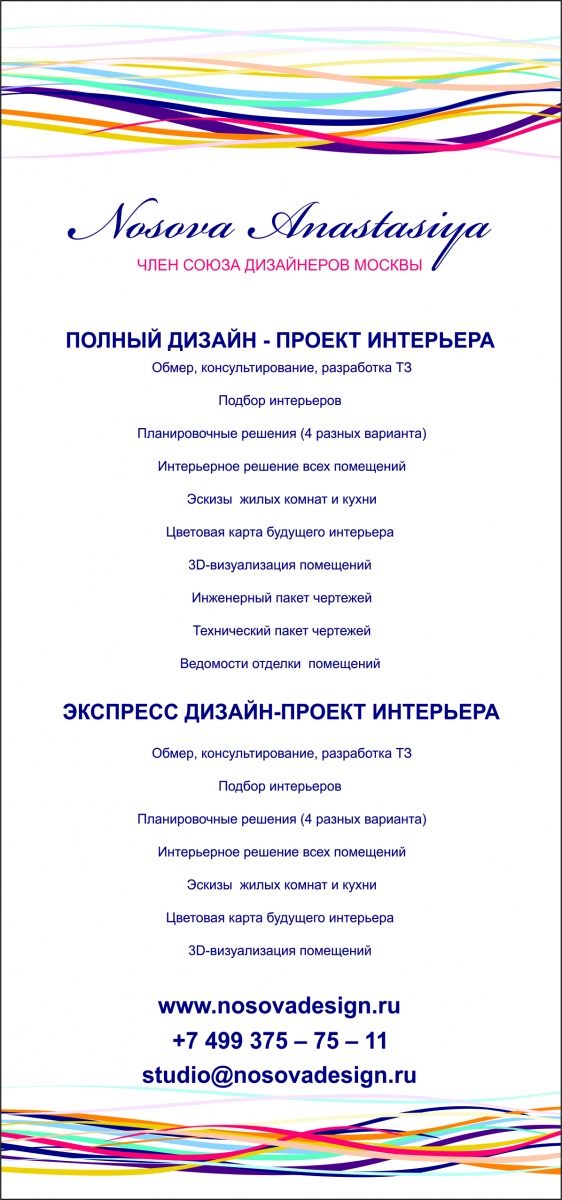 Nosova Anastasiya
ЧЛЕН СОЮЗА ДИЗАЙНЕРОВ МОСКВЫ
ПОЛНЫЙ ДИЗАЙН - ПРОЕКТ ИНТЕРЬЕРА
Обмер, консультирование, разработка ТЗ
Подбор интерьеров
Планировочные решения (4 разных варианта)
Интерьерное решение всех помещений
Эскизы жилых комнат и кухни
Цветовая карта будущего интерьера
3D-визуализация помещений
Инженерный пакет чертежей
Технический пакет чертежей
Ведомости отделки помещений
ЭКСПРЕСС ДИЗАЙН-ПРОЕКТ ИНТЕРЬЕРА
Обмер, консультирование, разработка ТЗ
Подбор интерьеров
Планировочные решения (4 разных варианта)
Интерьерное решение всех помещений
Эскизы жилых комнат и кухни
Цветовая карта будущего интерьера
3D-визуализация помещений
www.nosovadesign.ru
+7 499 375 – 75 – 11
studio@nosovadesign.ru